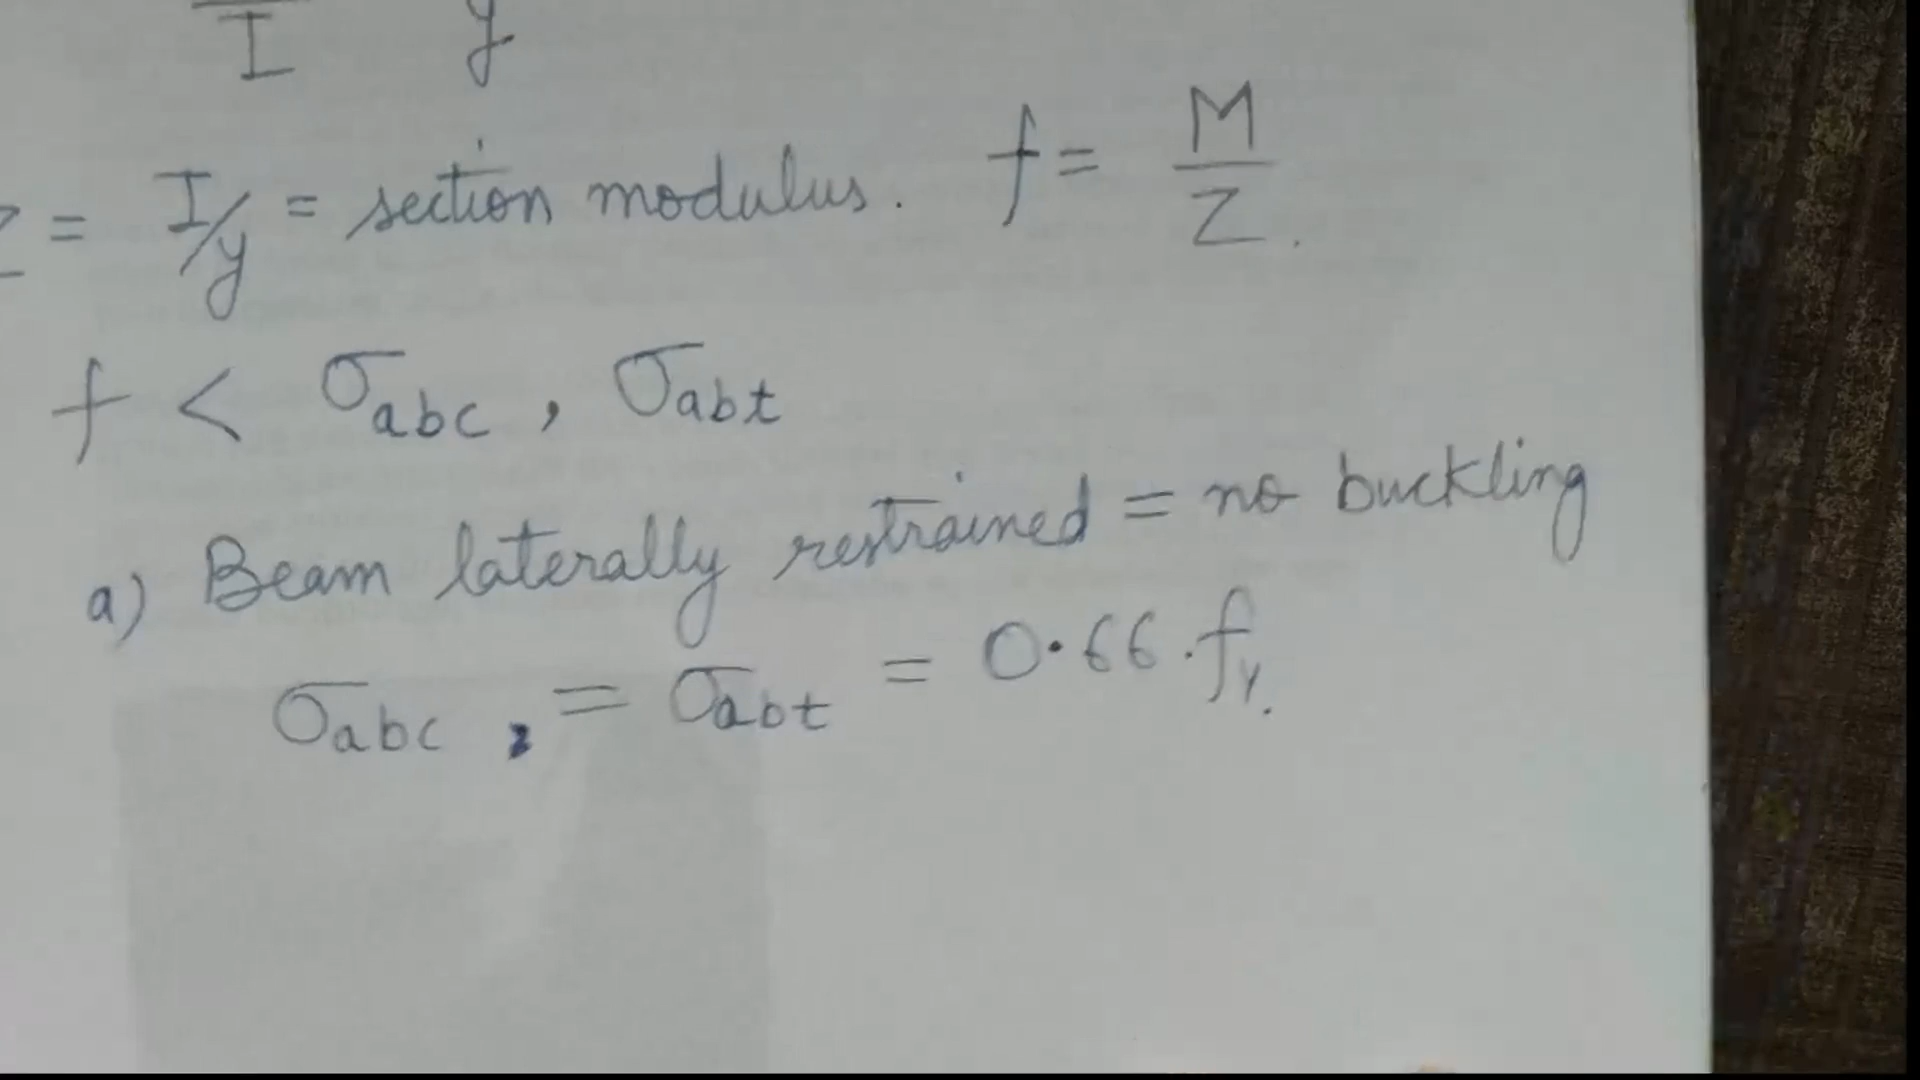 I y
Z = I/y = section modulus. f = M/Z.
f < σabc, σabt
a) Beam laterally restrained = no buckling
σabc, = σabt = 0.66.fy.